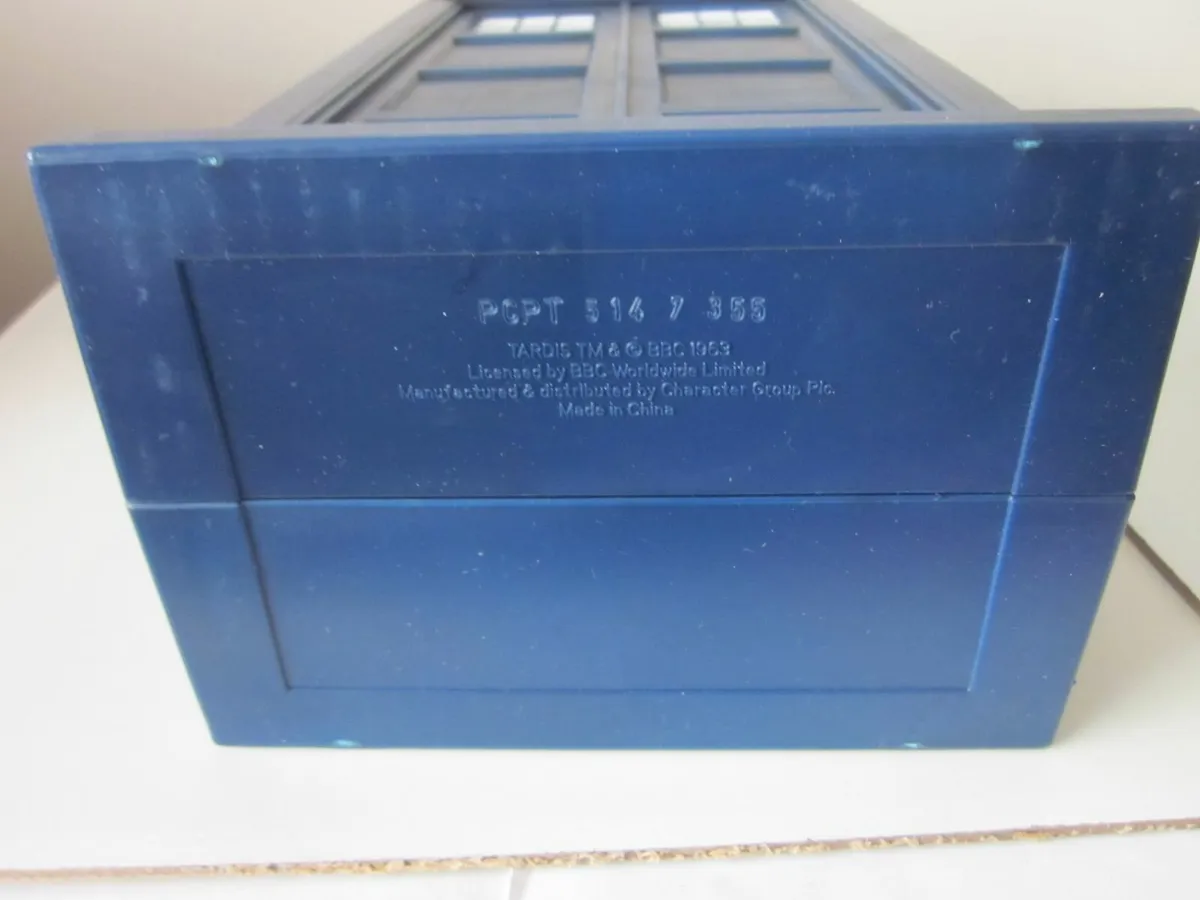 PCPT 514 7 355
TARDIS TM & © BBC 1963
Licensed by BBC Worldwide Limited
Manufactured & distributed by Character Group Plc.
Made in China